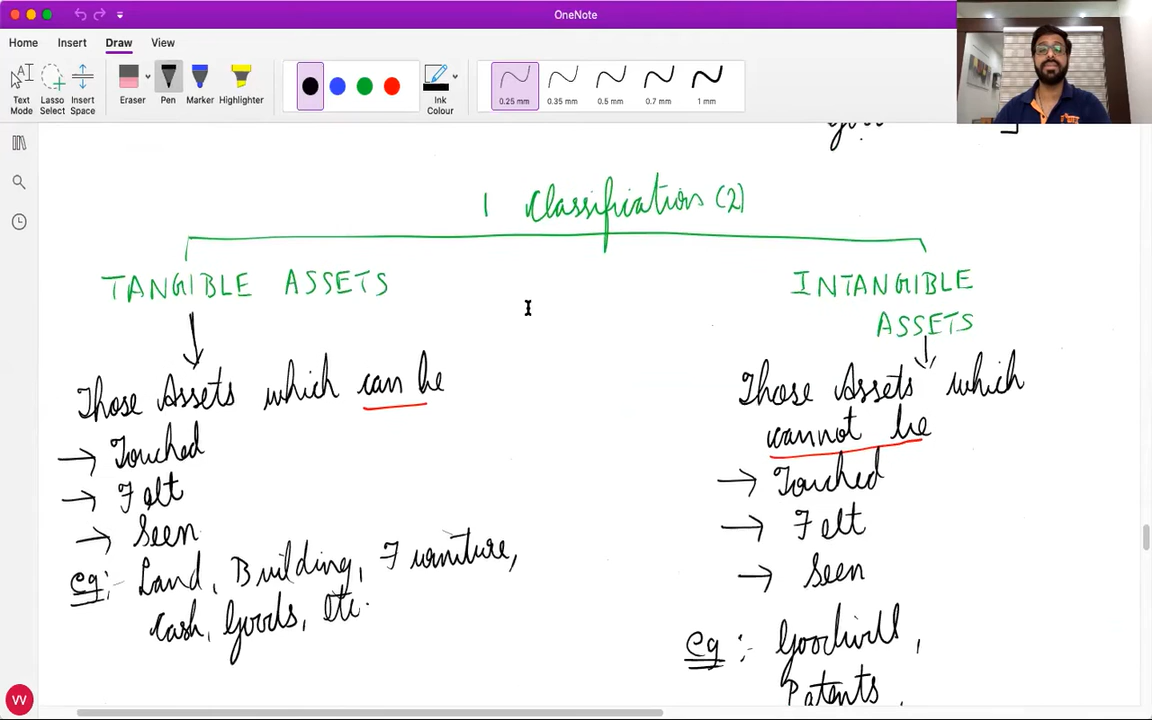 OneNote
Home Insert Draw View
Text Mode
Lasso Select
Insert Space
Eraser
Pen
Marker
Highlighter
Ink Colour
0.25 mm
0.35 mm
0.5 mm
0.7 mm
1 mm
1 Classification (2)
TANGIBLE ASSETS
Those Assets which can be
→ Touched
→ Felt
→ Seen
eg:- Land, Building, Furniture,
Cash, Goods, etc.
INTANGIBLE
ASSETS
Those Assets which
cannot be
→ Touched
→ Felt
→ Seen
eg:- Goodwill,
Patents,
VV